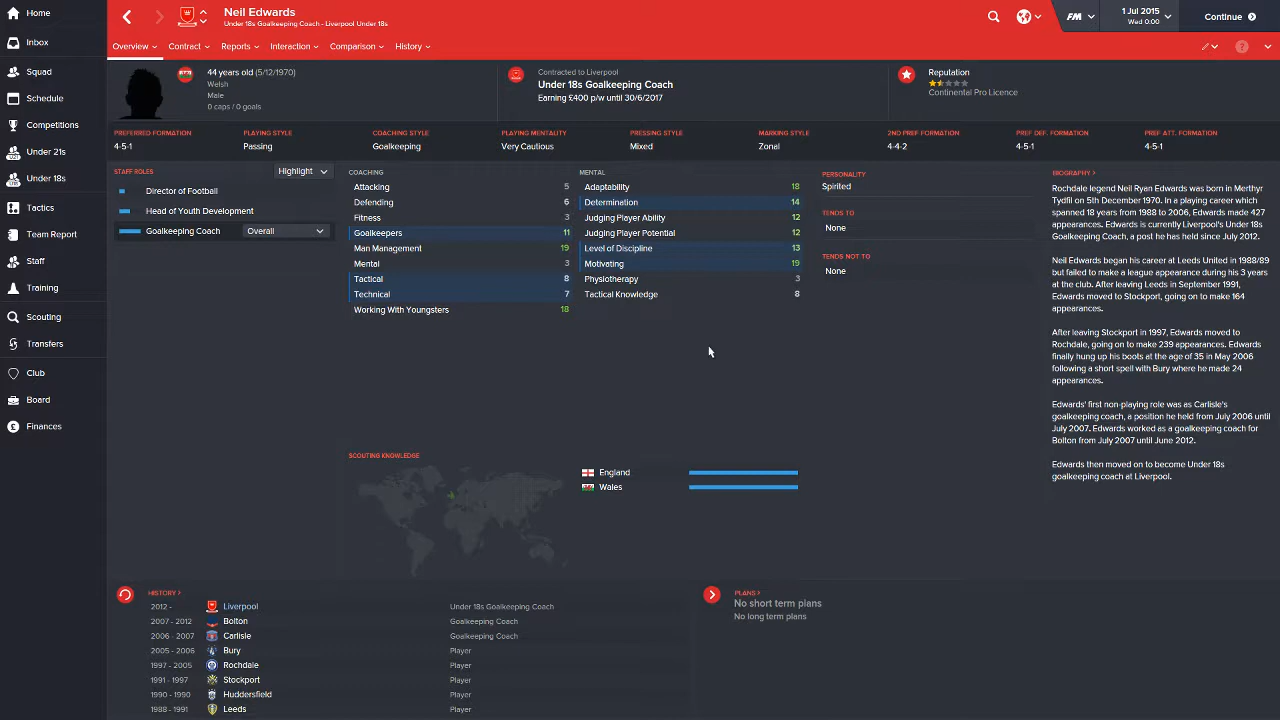 Home
Inbox
Squad
Schedule
Competitions
Under 21s
Under 18s
Tactics
Team Report
Staff
Training
Scouting
Transfers
Club
Board
Finances
Neil Edwards
Under 18s Goalkeeping Coach - Liverpool Under 18s
FM
1 Jul 2015
Wed 0:00
Continue
Overview Contract Reports Interaction Comparison History
?
44 years old (5/12/1970)
Welsh
Male
0 caps / 0 goals
Contracted to Liverpool
Under 18s Goalkeeping Coach
Earning £400 p/w until 30/6/2017
Reputation
Continental Pro Licence
PREFERRED FORMATION
4-5-1
PLAYING STYLE
Passing
COACHING STYLE
Goalkeeping
PLAYING MENTALITY
Very Cautious
PRESSING STYLE
Mixed
MARKING STYLE
Zonal
2ND PREF FORMATION
4-4-2
PREF DEF. FORMATION
4-5-1
PREF ATT. FORMATION
4-5-1
STAFF ROLES
Highlight
Director of Football
Head of Youth Development
Goalkeeping Coach Overall
COACHING
Attacking 5
Defending 6
Fitness 3
Goalkeepers 11
Man Management 19
Mental 3
Tactical 8
Technical 7
Working With Youngsters 18
MENTAL
Adaptability 18
Determination 14
Judging Player Ability 12
Judging Player Potential 12
Level of Discipline 13
Motivating 19
Physiotherapy 3
Tactical Knowledge 8
PERSONALITY
Spirited
TENDS TO
None
TENDS NOT TO
None
BIOGRAPHY >
Rochdale legend Neil Ryan Edwards was born in Merthyr
Tydfil on 5th December 1970. In a playing career which
spanned 18 years from 1988 to 2006, Edwards made 427
appearances. Edwards is currently Liverpool's Under 18s
Goalkeeping Coach, a post he has held since July 2012.
Neil Edwards began his career at Leeds United in 1988/89
but failed to make a league appearance during his 3 years
at the club. After leaving Leeds in September 1991,
Edwards moved to Stockport, going on to make 164
appearances.
After leaving Stockport in 1997, Edwards moved to
Rochdale, going on to make 239 appearances. Edwards
finally hung up his boots at the age of 35 in May 2006
following a short spell with Bury where he made 24
appearances.
Edwards' first non-playing role was as Carlisle's
goalkeeping coach, a position he held from July 2006 until
July 2007. Edwards worked as a goalkeeping coach for
Bolton from July 2007 until June 2012.
Edwards then moved on to become Under 18s
goalkeeping coach at Liverpool.
SCOUTING KNOWLEDGE
England
Wales
HISTORY >
2012 - Liverpool Under 18s Goalkeeping Coach
2007 - 2012 Bolton Goalkeeping Coach
2006 - 2007 Carlisle Goalkeeping Coach
2005 - 2006 Bury Player
1997 - 2005 Rochdale Player
1991 - 1997 Stockport Player
1990 - 1990 Huddersfield Player
1988 - 1991 Leeds Player
PLANS >
No short term plans
No long term plans